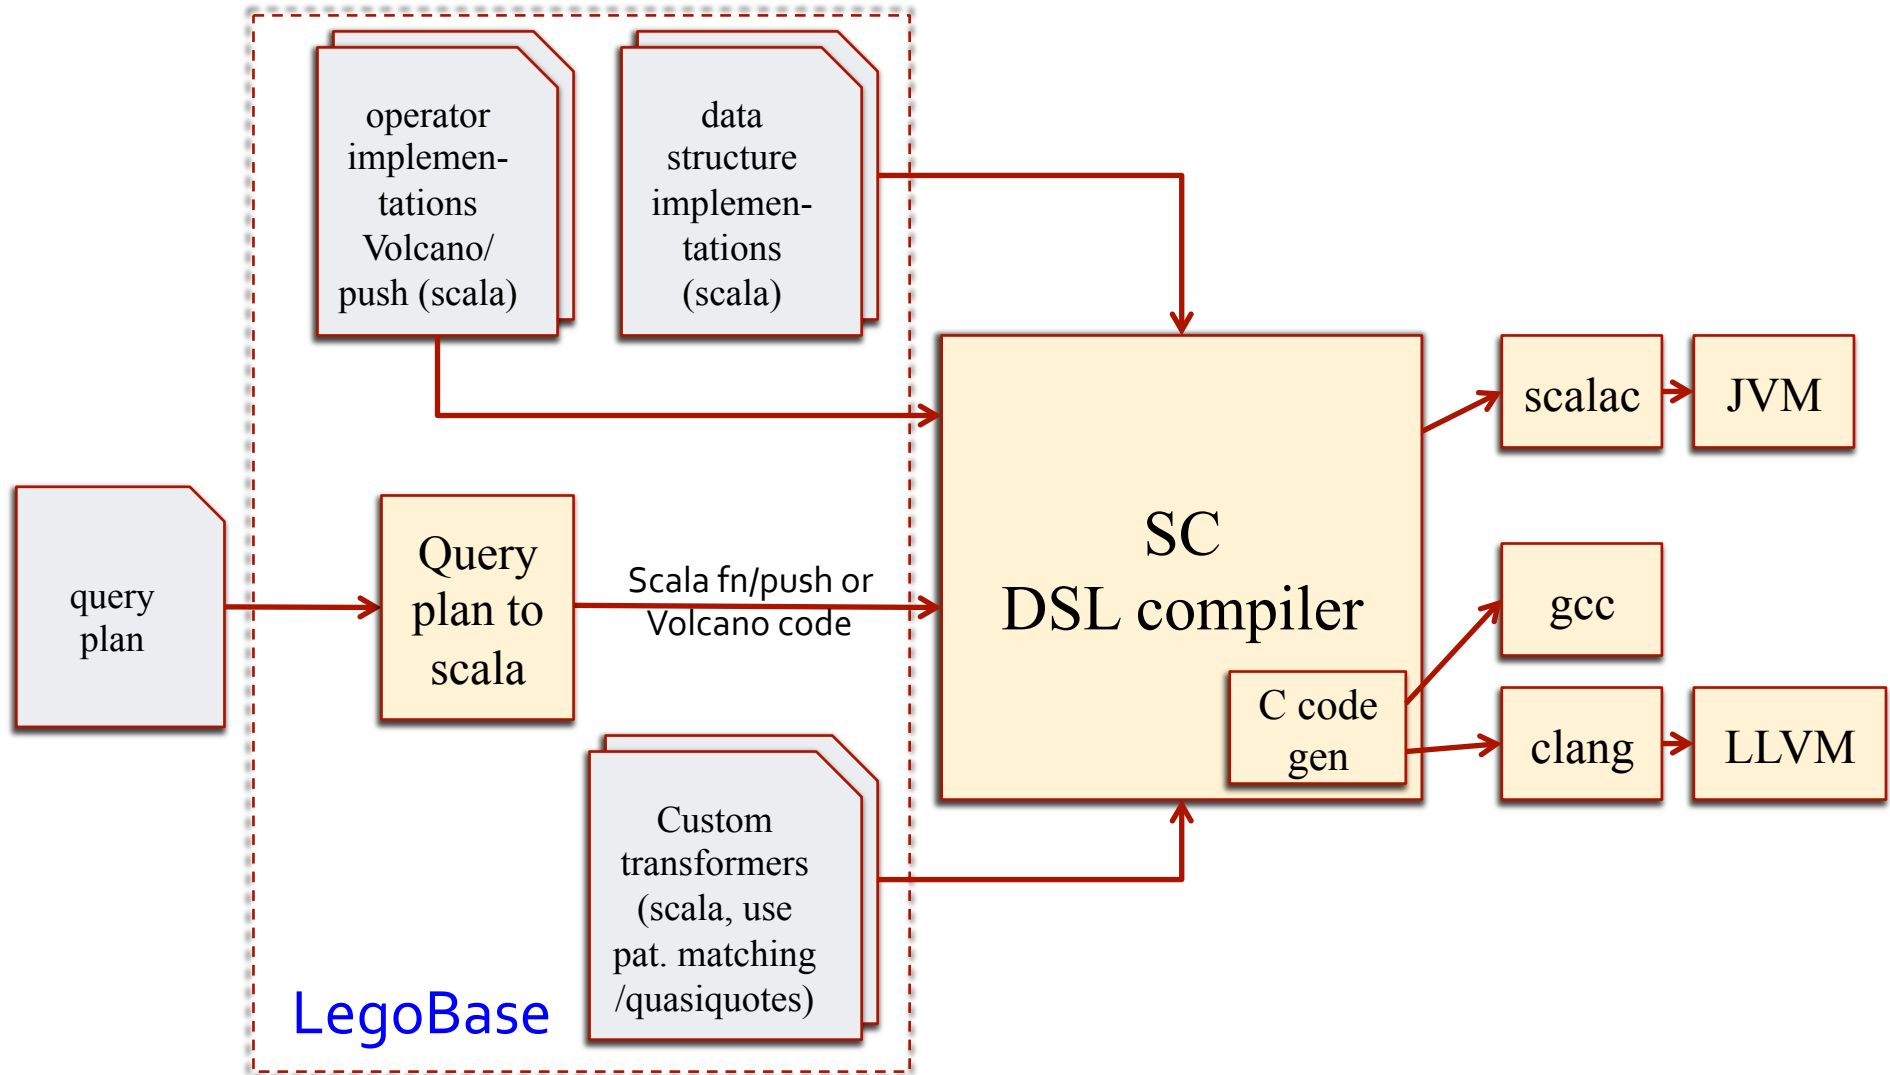 operator
implemen-
tations
Volcano/
push (scala)
data
structure
implemen-
tations
(scala)
query
plan
Query
plan to
scala
Scala fn/push or
Volcano code
SC
DSL compiler
C code
gen
scalac
JVM
gcc
clang
LLVM
Custom
transformers
(scala, use
pat. matching
/quasiquotes)
LegoBase